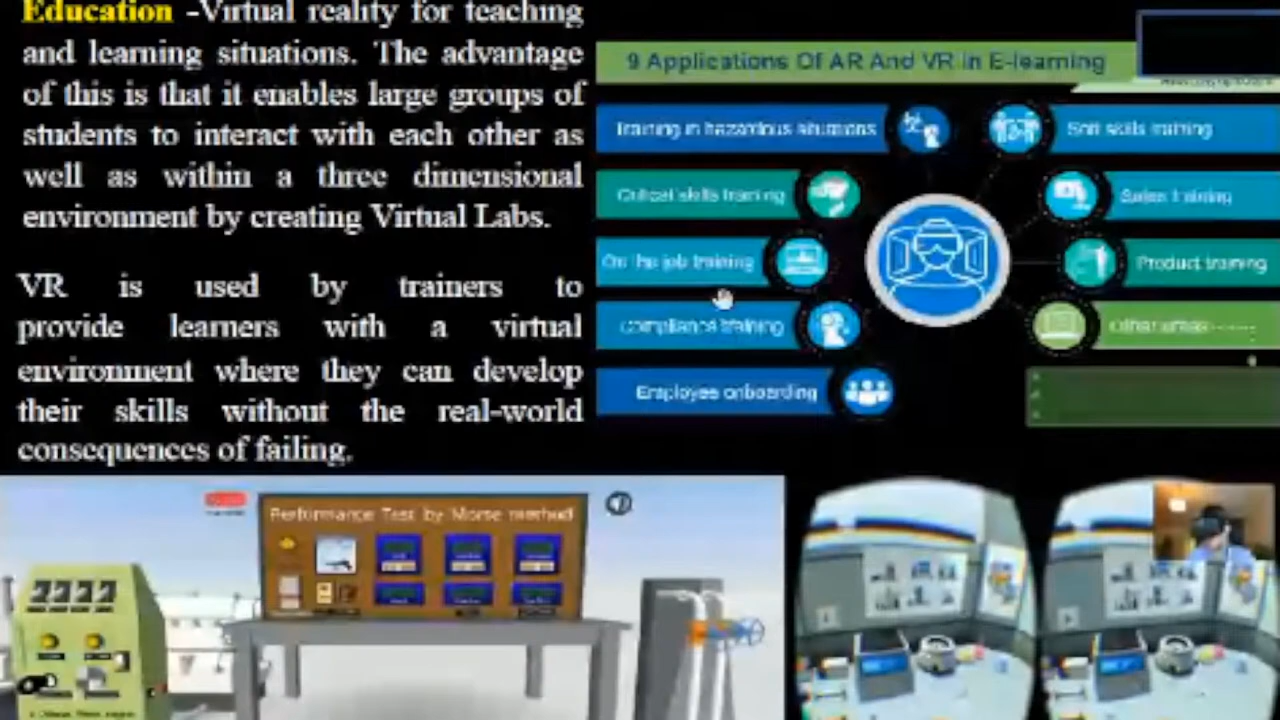 Education -Virtual reality for teaching
and learning situations. The advantage
of this is that it enables large groups of
students to interact with each other as
well as within a three dimensional
environment by creating Virtual Labs.
VR is used by trainers to
provide learners with a virtual
environment where they can develop
their skills without the real-world
consequences of failing.
9 Applications Of AR And VR In E-learning
Training in hazardous situations
Soft skills training
Critical skills training
Sales training
On the job training
Product training
Compliance training
Other areas
Employee onboarding
Performance Test by Morse method